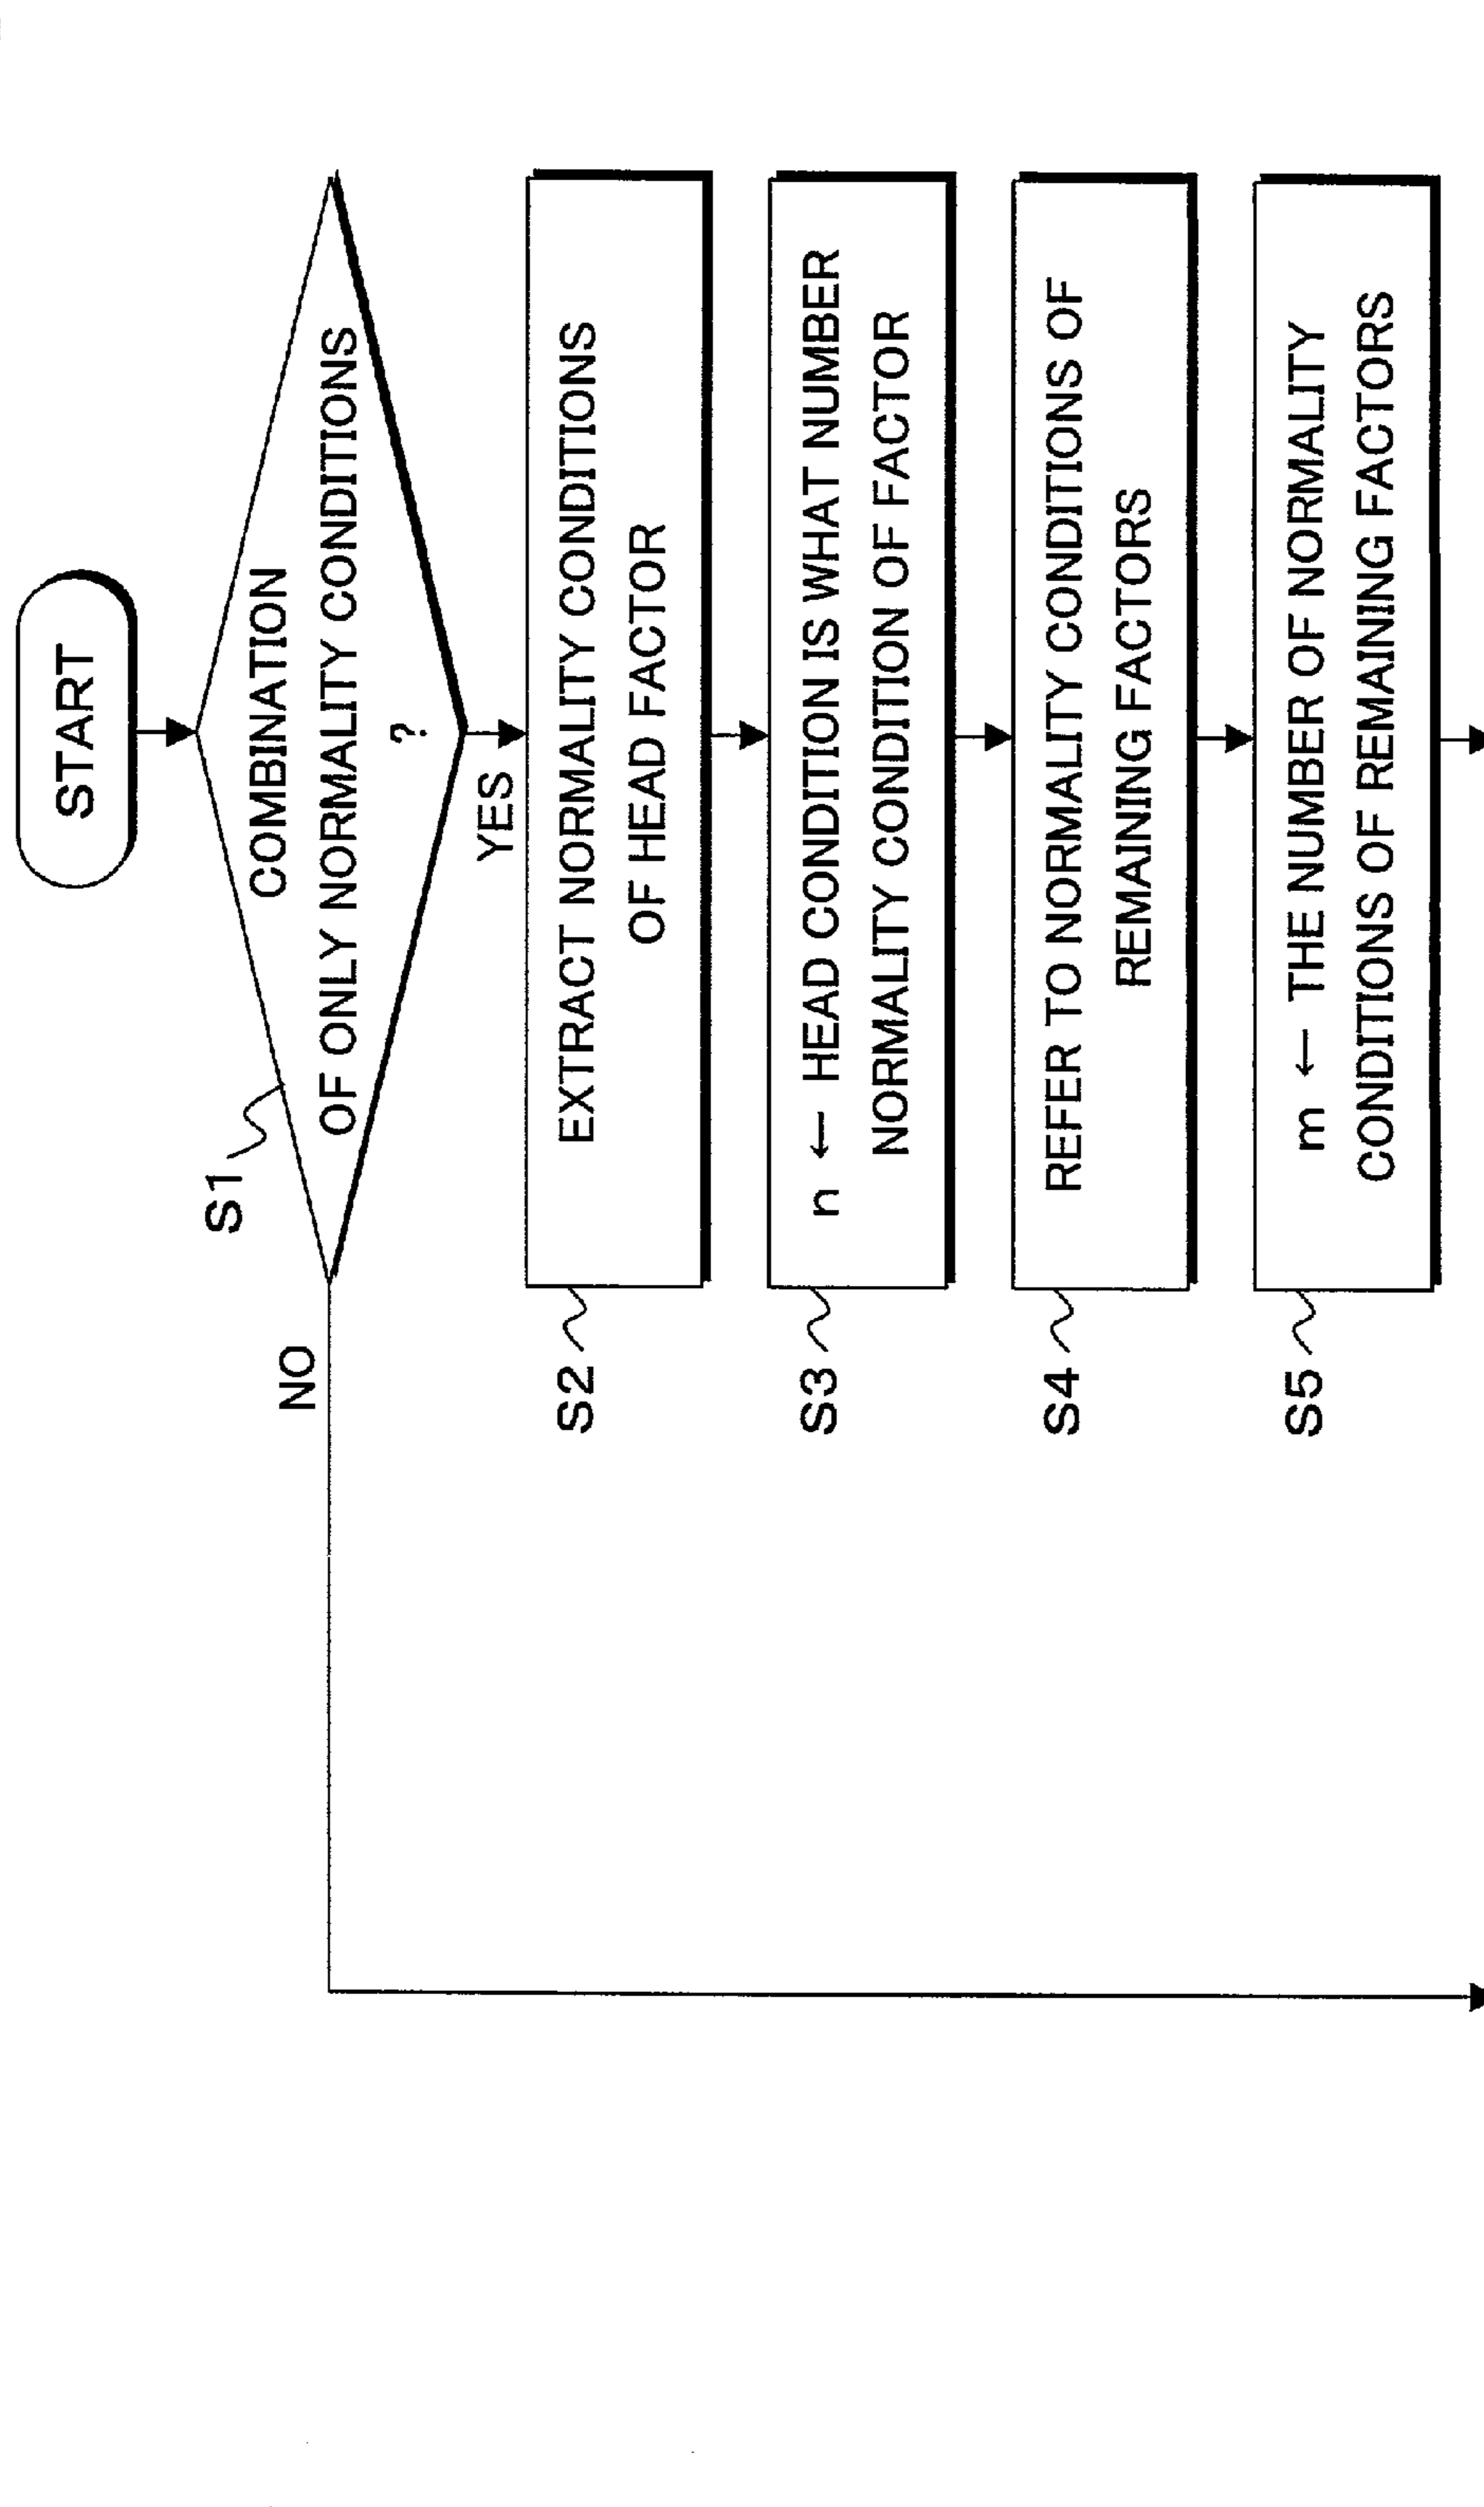 START
S1
COMBINATION
OF ONLY NORMALITY CONDITIONS
?
NO
YES
S2
EXTRACT NORMALITY CONDITIONS
OF HEAD FACTOR
S3
n ← HEAD CONDITION IS WHAT NUMBER
NORMALITY CONDITION OF FACTOR
S4
REFER TO NORMALITY CONDITIONS OF
REMAINING FACTORS
S5
m ← THE NUMBER OF NORMALITY
CONDITIONS OF REMAINING FACTORS